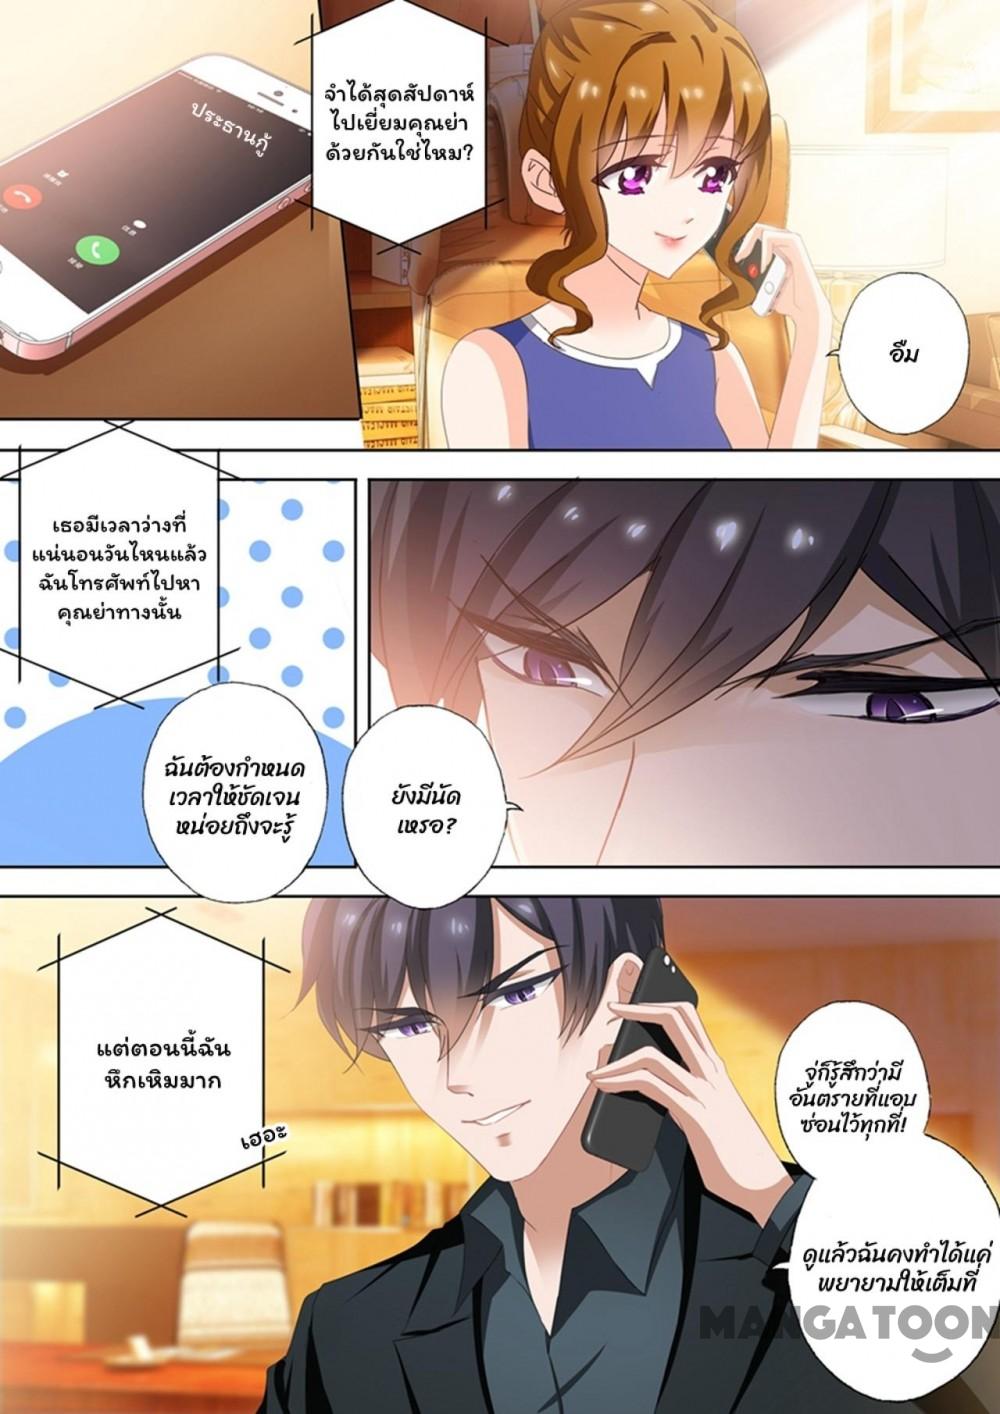 ประธานกู้
จำได้สุดสัปดาห์
ไปเยี่ยมคุณย่า
ด้วยกันใช่ไหม?
อืม
เธอมีเวลาว่างที่
แน่นอนวันไหนแล้ว
ฉันโทรศัพท์ไปหา
คุณย่าทางนั้น
ฉันต้องกำหนด
เวลาให้ชัดเจน
หน่อยถึงจะรู้
ยังมีนัด
เหรอ?
แต่ตอนนี้ฉัน
หึกเหิมมาก
เฮอะ
จู่ก็รู้สึกว่ามี
อันตรายที่แอบ
ซ่อนไว้ทุกที่!
ดูแล้วฉันคงทำได้แค่
พยายามให้เต็มที่
MANGATOON